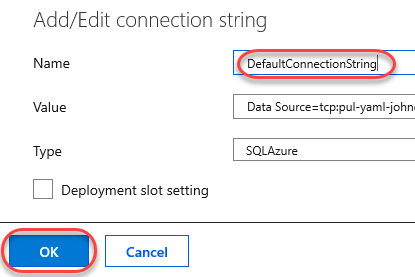 Add/Edit connection string
Name
DefaultConnectionString
Value
Data Source=tcp:pul-yaml-johnd
Type
SQLAzure
Deployment slot setting
OK
Cancel